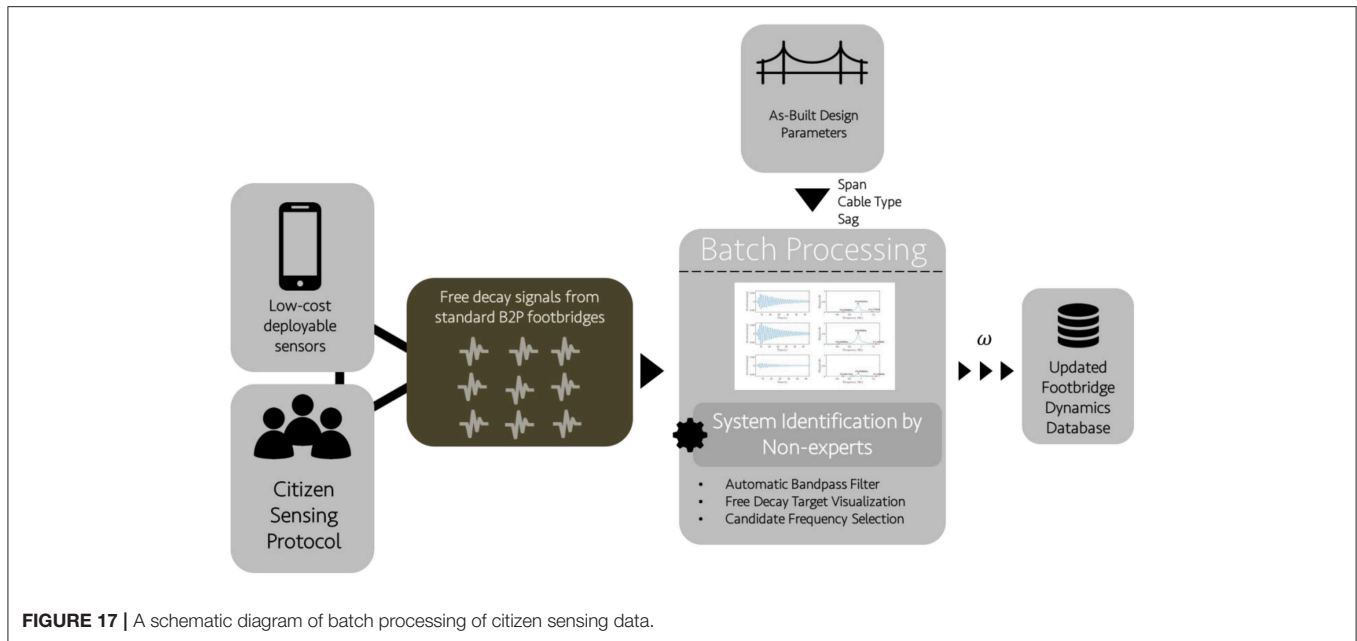 As-Built Design
Parameters
Span
Cable Type
Sag
Low-cost
deployable
sensors
Citizen
Sensing
Protocol
Free decay signals from
standard B2P footbridges
Batch Processing
System Identification by
Non-experts
• Automatic Bandpass Filter
• Free Decay Target Visualization
• Candidate Frequency Selection
ω
Updated
Footbridge
Dynamics
Database
FIGURE 17 | A schematic diagram of batch processing of citizen sensing data.